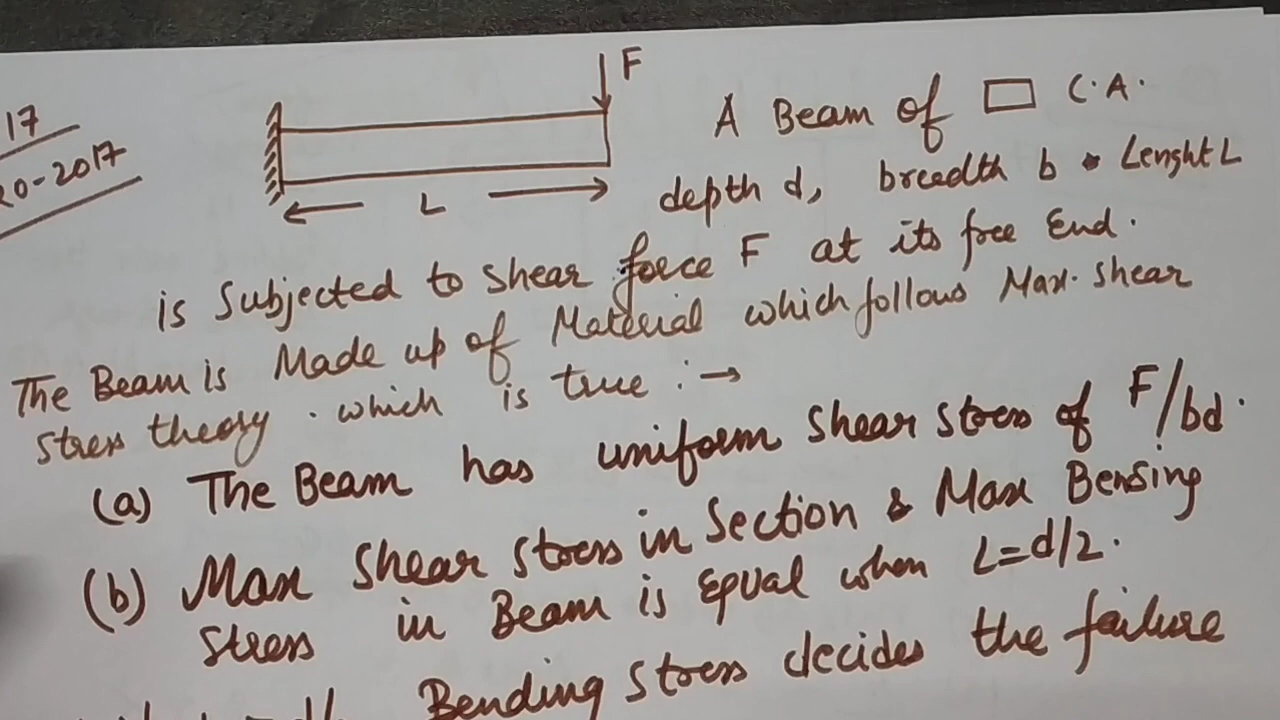 F
17
20-2017
A Beam of ▭ C.A.
L
depth d, breadth b Lenght L
is subjected to shear force F at its free End.
The Beam is Made up of Material which follows Max. shear
stress theory. which is true :→
(a) The Beam has uniform shear stress of F/bd.
(b) Max shear stress in section & Max Bending
stress in Beam is Equal when L=d/2.
Bending stress decides the failure